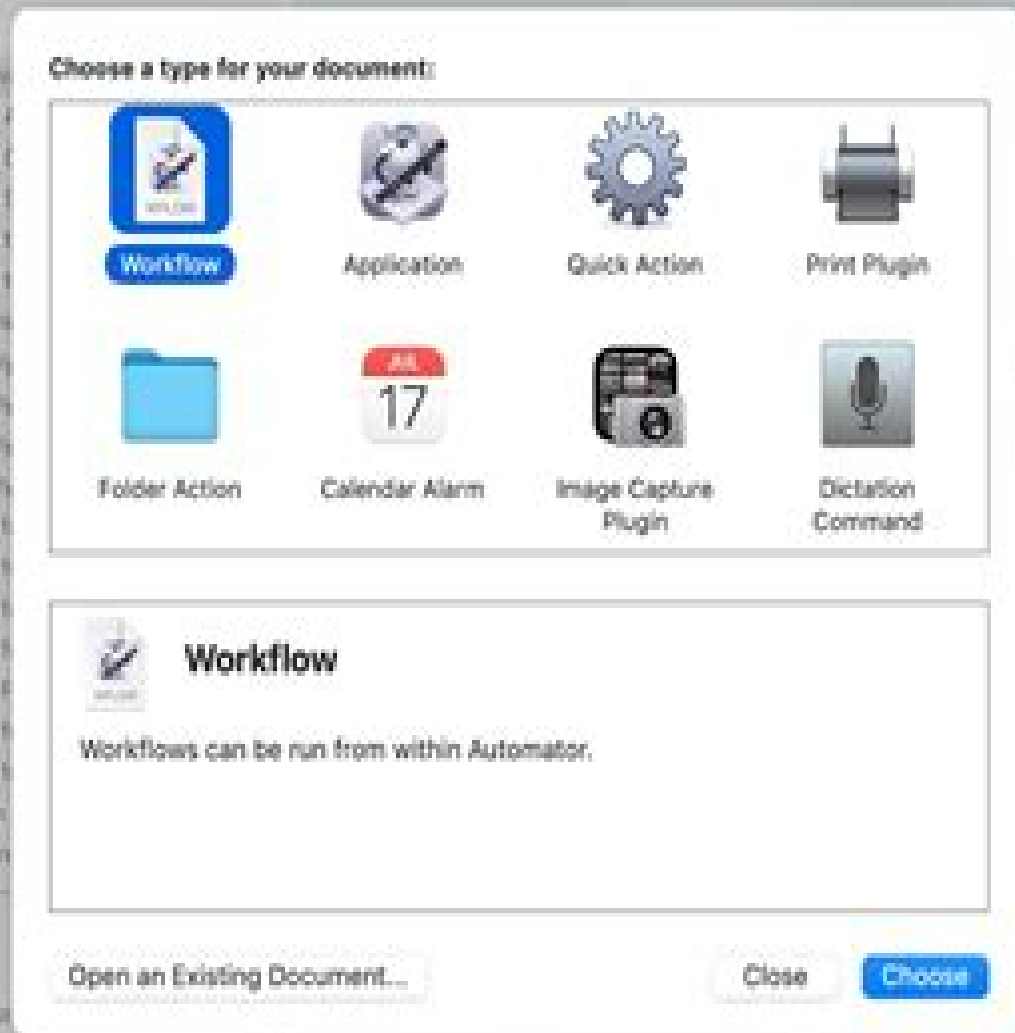 Choose a type for your document:
Workflow
Application
Quick Action
Print Plugin
JUL
17
Folder Action
Calendar Alarm
Image Capture
Plugin
Dictation
Command
Workflow
Workflows can be run from within Automator.
Open an Existing Document...
Close
Choose